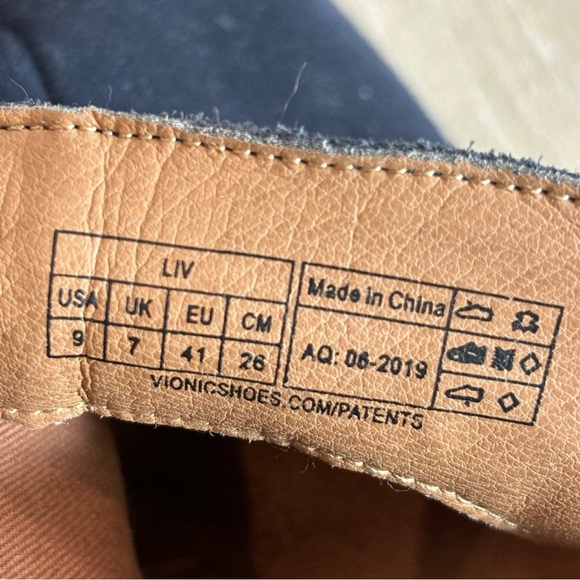 LIV
USA UK EU CM
9 7 41 26
Made in China
AQ: 06-2019
VIONICSHOES.COM/PATENTS